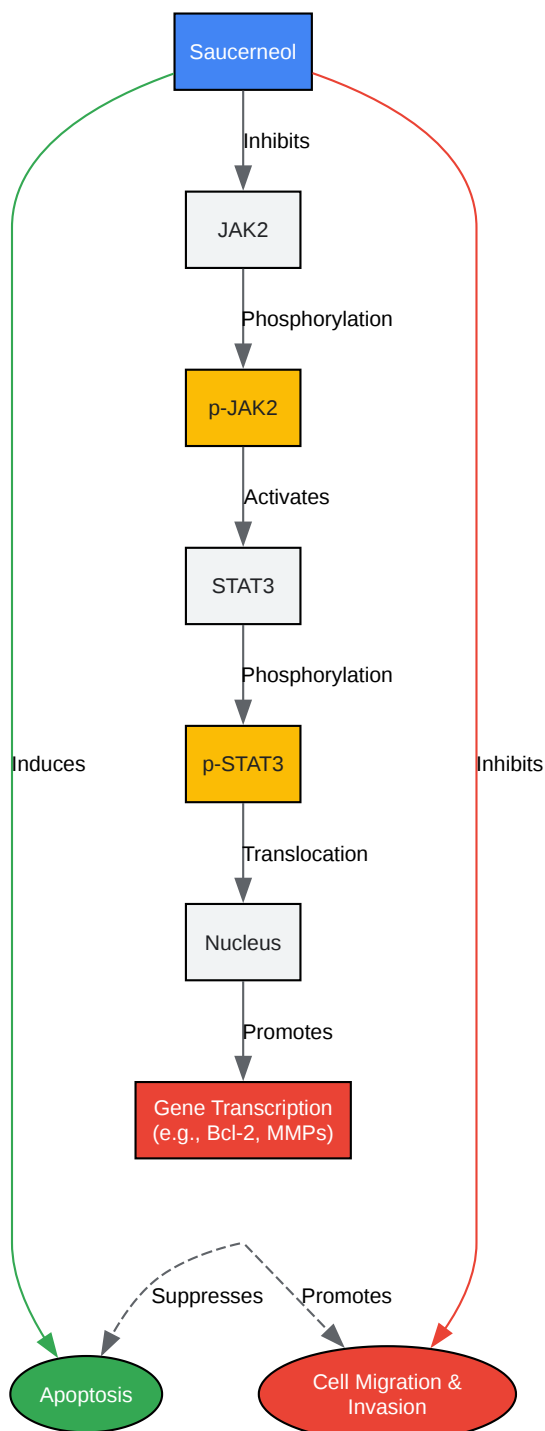 Saucerneol
Inhibits
JAK2
Phosphorylation
p-JAK2
Activates
STAT3
Phosphorylation
p-STAT3
Induces
Inhibits
Translocation
Nucleus
Promotes
Gene Transcription
(e.g., Bcl-2, MMPs)
Suppresses
Promotes
Apoptosis
Cell Migration &
Invasion